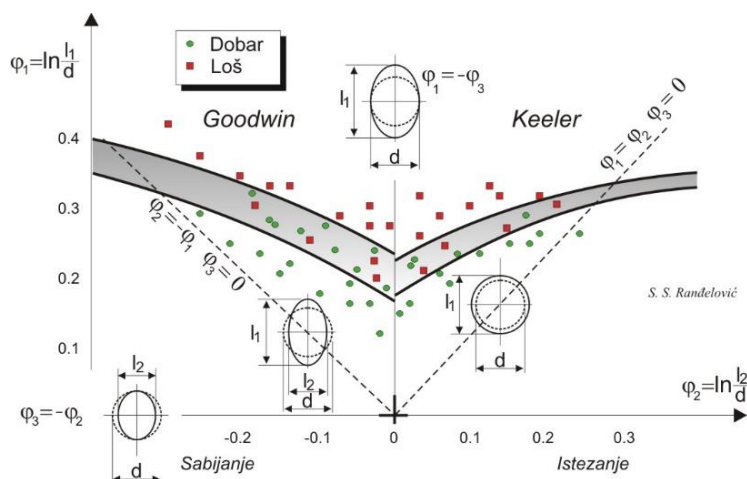 φ₁=ln l₁/d
Dobar
Loš
Goodwin
Keeler
l₁
d
φ₁=-φ₃
φ₁= φ₂ φ₃= 0
0.4
0.3
0.2
0.1
φ₂=-φ₁ φ₃= 0
l₁
l₂
d
l₁
d
S. S. Ranđelović
φ₃=-φ₂
l₂
d
φ₂=ln l₂/d
-0.2
-0.1
0
0.1
0.2
0.3
Sabijanje
Istezanje